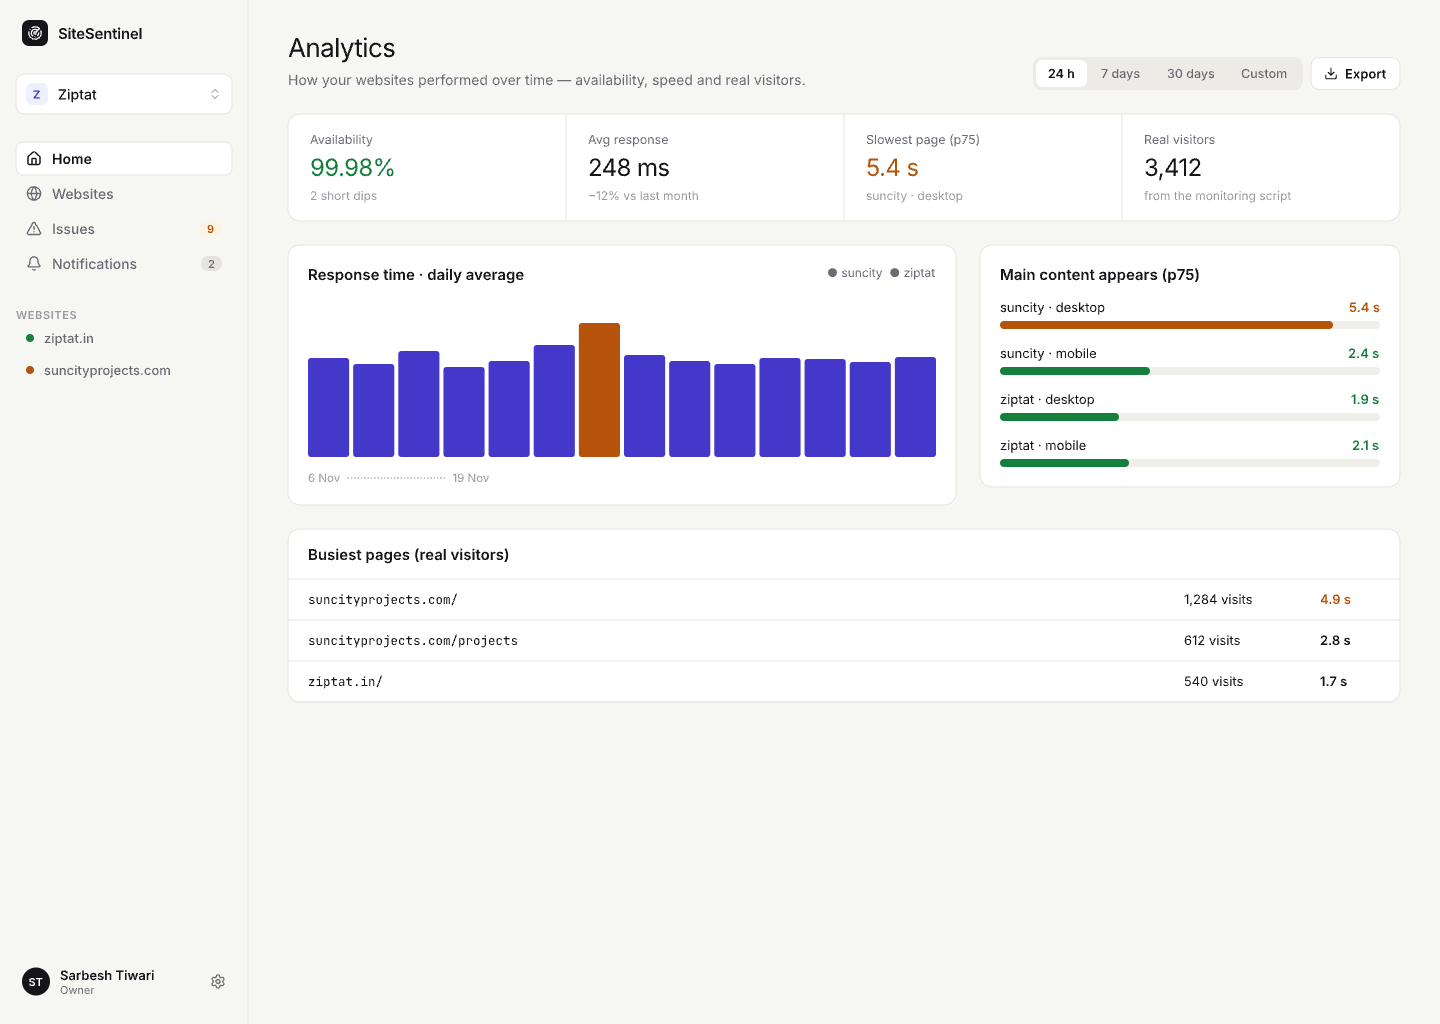 SiteSentinel
Z Ziptat
Home
Websites
Issues 9
Notifications 2
WEBSITES
ziptat.in
suncityprojects.com
ST Sarbesh Tiwari
Owner
Analytics
How your websites performed over time — availability, speed and real visitors.
24 h 7 days 30 days Custom Export
Availability
99.98%
2 short dips
Avg response
248 ms
−12% vs last month
Slowest page (p75)
5.4 s
suncity · desktop
Real visitors
3,412
from the monitoring script
Response time · daily average
suncity ziptat
6 Nov 19 Nov
Main content appears (p75)
suncity · desktop 5.4 s
suncity · mobile 2.4 s
ziptat · desktop 1.9 s
ziptat · mobile 2.1 s
Busiest pages (real visitors)
suncityprojects.com/ 1,284 visits 4.9 s
suncityprojects.com/projects 612 visits 2.8 s
ziptat.in/ 540 visits 1.7 s